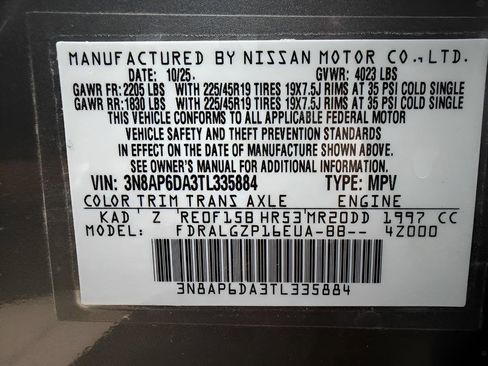 MANUFACTURED BY NISSAN MOTOR CO.,LTD.
DATE: 10/25 GVWR: 4023 LBS
GAWR FR: 2205 LBS WITH 225/45R19 TIRES 19X7.5J RIMS AT 35 PSI COLD SINGLE
GAWR RR: 1830 LBS WITH 225/45R19 TIRES 19X7.5J RIMS AT 35 PSI COLD SINGLE
THIS VEHICLE CONFORMS TO ALL APPLICABLE FEDERAL MOTOR
VEHICLE SAFETY AND THEFT PREVENTION STANDARDS
IN EFFECT ON THE DATE OF MANUFACTURE SHOWN ABOVE.
SEE OWNER'S MANUAL FOR ADDITIONAL INFORMATION.
VIN: 3N8AP6DA3TL335884 TYPE: MPV
COLOR TRIM TRANS AXLE ENGINE
KAD Z RE0F15B HR53 MR20DD 1997 CC
MODEL: FDRALGZP16EUA-BB-- 4Z000
3N8AP6DA3TL335884